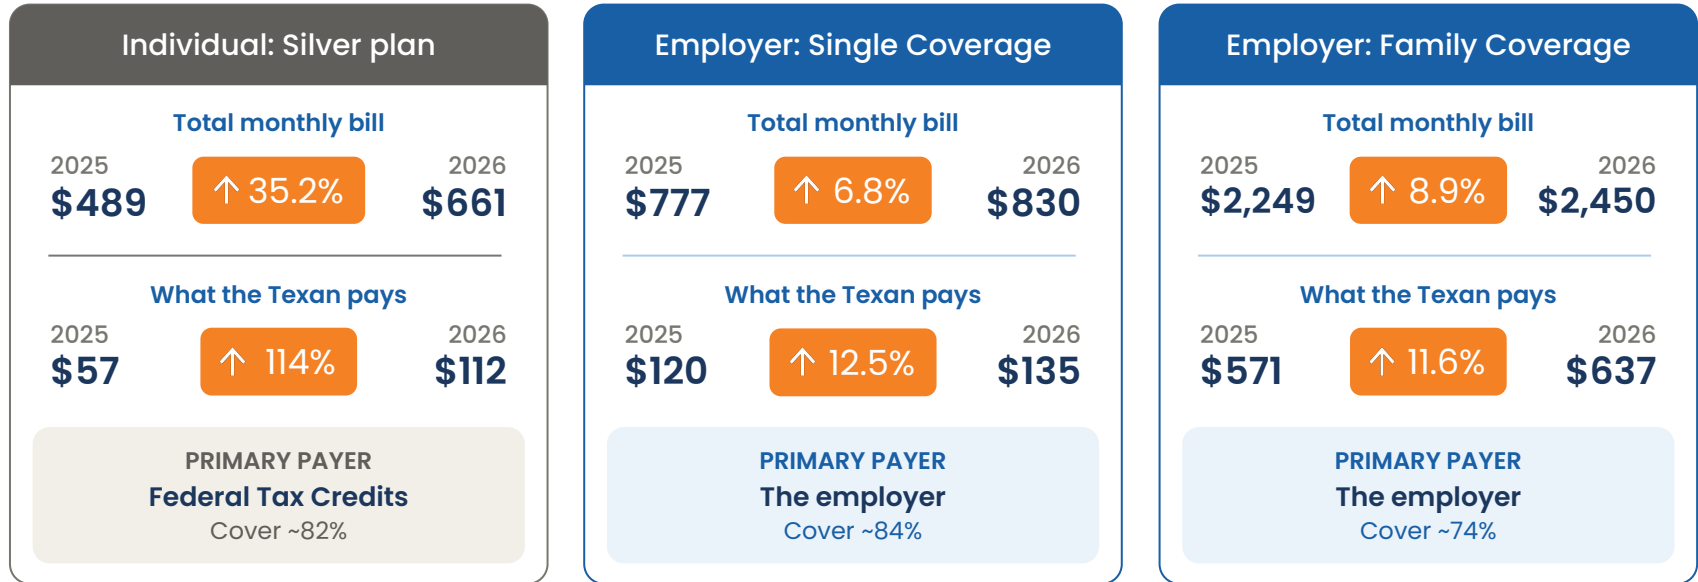 Individual: Silver plan
Total monthly bill
2025
$489
↑ 35.2%
2026
$661
What the Texan pays
2025
$57
↑ 114%
2026
$112
PRIMARY PAYER
Federal Tax Credits
Cover ~82%
Employer: Single Coverage
Total monthly bill
2025
$777
↑ 6.8%
2026
$830
What the Texan pays
2025
$120
↑ 12.5%
2026
$135
PRIMARY PAYER
The employer
Cover ~84%
Employer: Family Coverage
Total monthly bill
2025
$2,249
↑ 8.9%
2026
$2,450
What the Texan pays
2025
$571
↑ 11.6%
2026
$637
PRIMARY PAYER
The employer
Cover ~74%